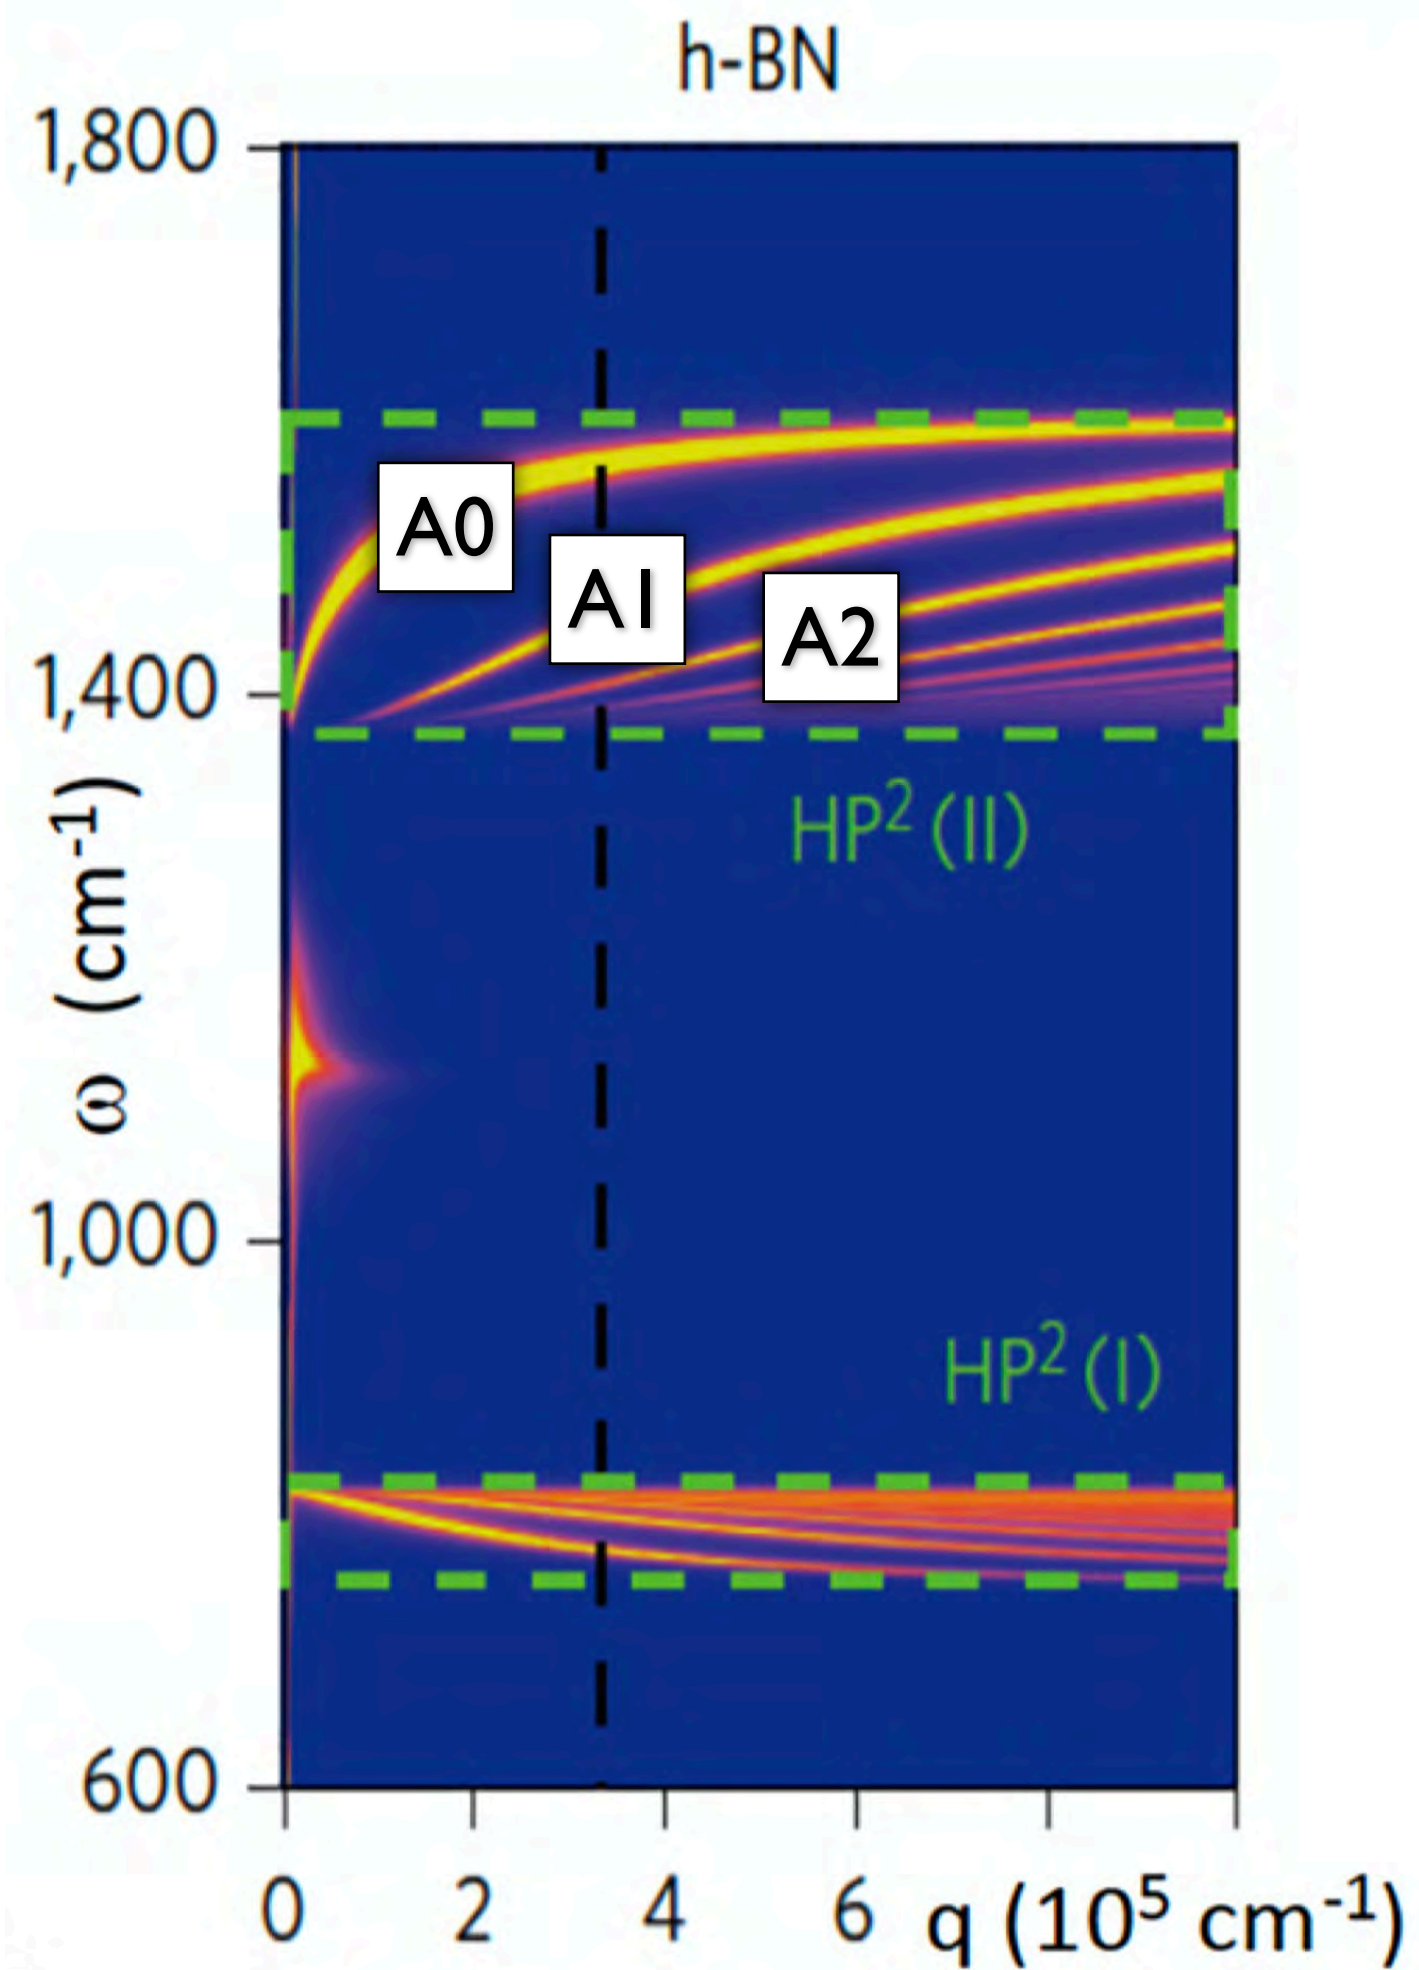 h-BN
1,800
A0
A1
A2
1,400
HP² (II)
ω (cm⁻¹)
1,000
HP² (I)
600
0 2 4 6 q (10⁵ cm⁻¹)